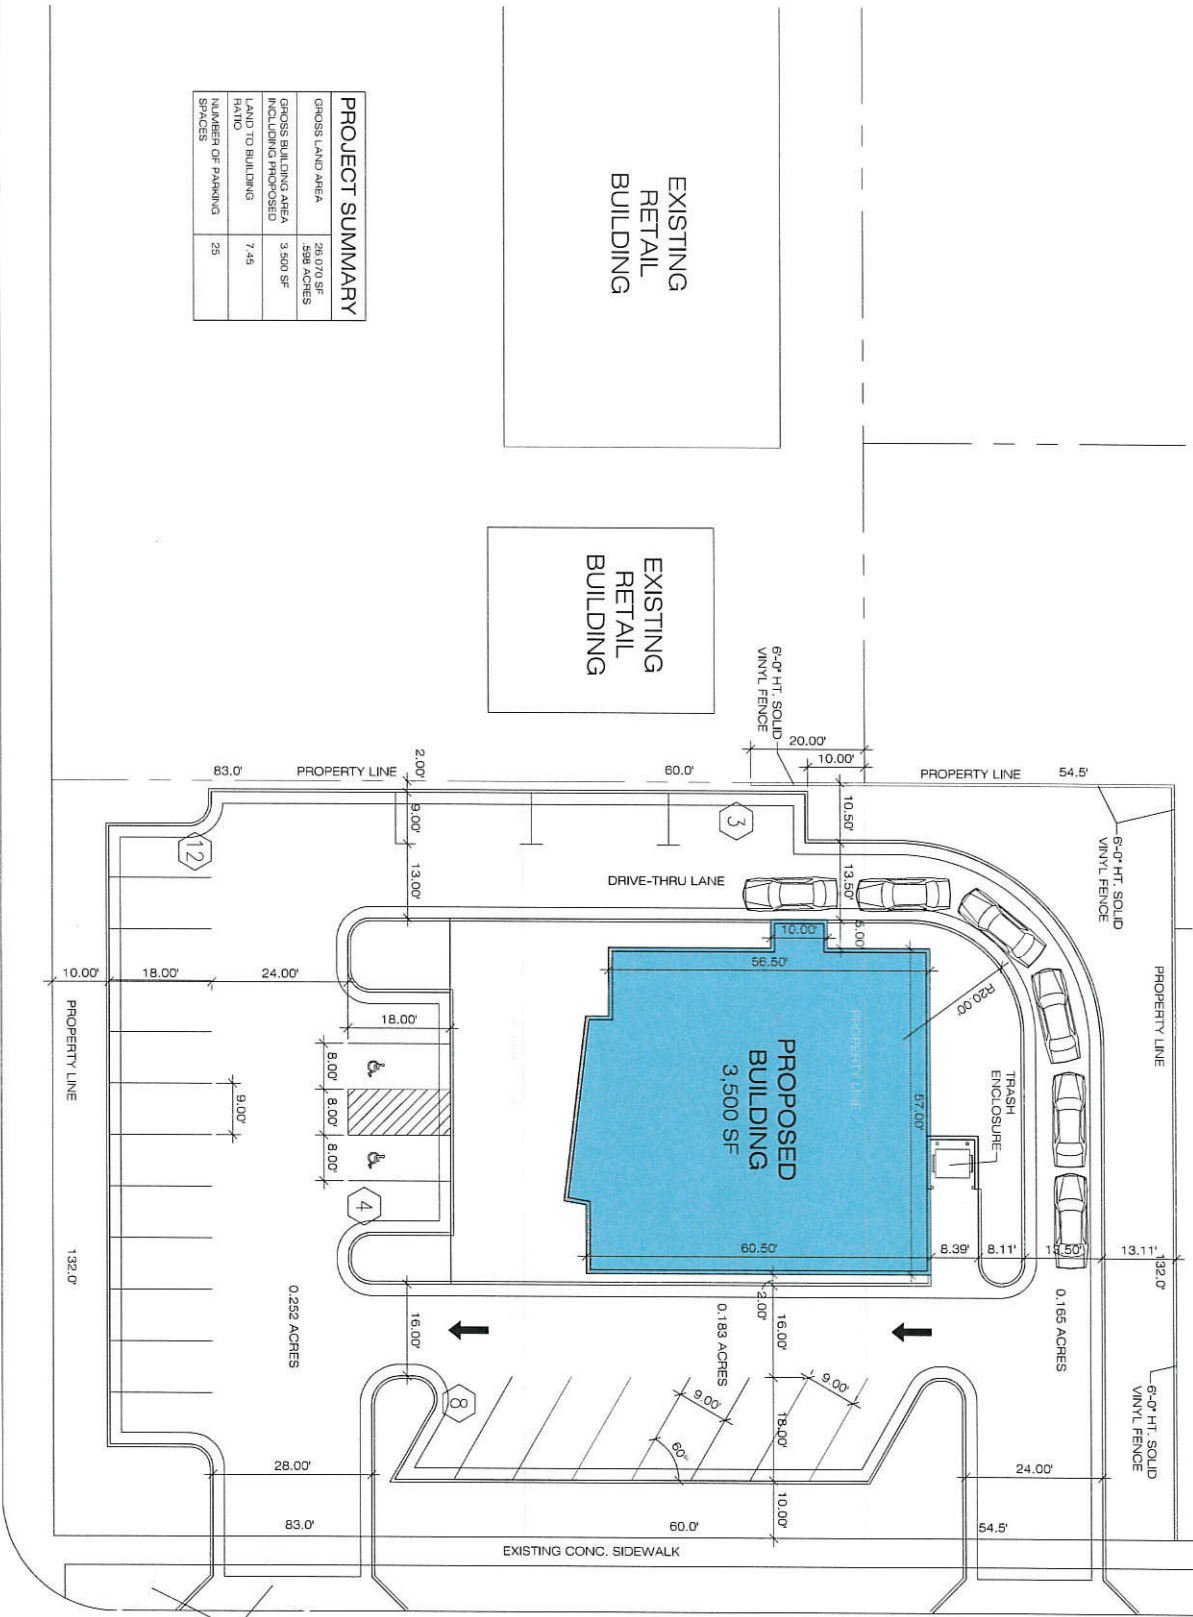 PROJECT SUMMARY
GROSS LAND AREA 26,070 SF
.598 ACRES
GROSS BUILDING AREA 3,500 SF
INCLUDING PROPOSED
LAND TO BUILDING 7.45
RATIO
NUMBER OF PARKING 25
SPACES
EXISTING
RETAIL
BUILDING
EXISTING
RETAIL
BUILDING
6'-0" HT. SOLID
VINYL FENCE
20.00'
10.00'
PROPERTY LINE
54.5'
83.0'
PROPERTY LINE
2.00'
60.0'
9.00'
13.00'
10.50'
13.50'
5.00'
3
12
DRIVE-THRU LANE
6'-0" HT. SOLID
VINYL FENCE
PROPERTY LINE
10.00'
56.50'
R20.00'
PROPERTY LINE
PROPOSED
BUILDING
3,500 SF
57.00'
60.50'
TRASH
ENCLOSURE
10.00'
18.00'
24.00'
18.00'
PROPERTY LINE
8.00'
8.00'
8.00'
9.00'
4
8.39'
8.11'
13.50'
13.11'
132.0'
132.0'
0.252 ACRES
16.00'
2.00'
16.00'
0.183 ACRES
0.165 ACRES
8
9.00'
9.00'
18.00'
60°
6'-0" HT. SOLID
VINYL FENCE
28.00'
24.00'
10.00'
83.0'
60.0'
54.5'
EXISTING CONC. SIDEWALK